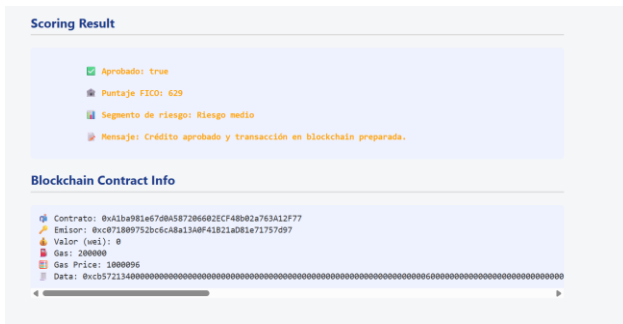 Scoring Result
✅ Aprobado: true
🏦 Puntaje FICO: 629
📊 Segmento de riesgo: Riesgo medio
📝 Mensaje: Crédito aprobado y transacción en blockchain preparada.
Blockchain Contract Info
📬 Contrato: 0xA1ba981e67d0A587206602ECF48b02a763A12F77
🔑 Emisor: 0xc071809752bc6cA8a13A0F41B21aD81e71757d97
💰 Valor (wei): 0
⛽ Gas: 200000
🧮 Gas Price: 1000096
🧾 Data: